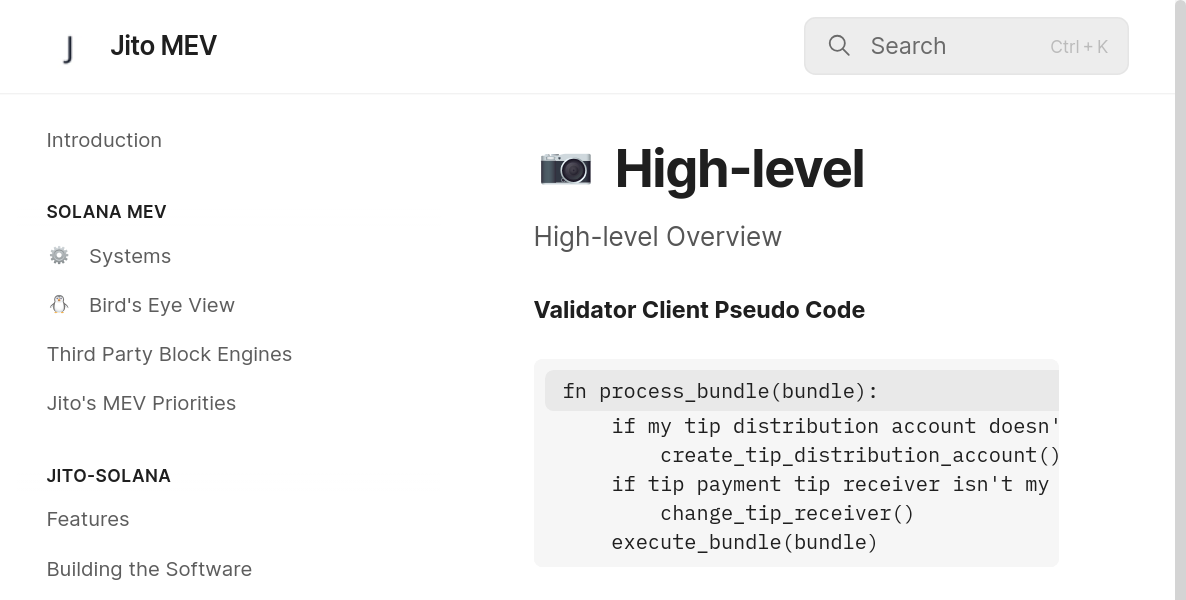 J Jito MEV
Search Ctrl + K
Introduction
SOLANA MEV
Systems
Bird's Eye View
Third Party Block Engines
Jito's MEV Priorities
JITO-SOLANA
Features
Building the Software
High-level
High-level Overview
Validator Client Pseudo Code
fn process_bundle(bundle):
    if my tip distribution account doesn'
        create_tip_distribution_account()
    if tip payment tip receiver isn't my
        change_tip_receiver()
    execute_bundle(bundle)